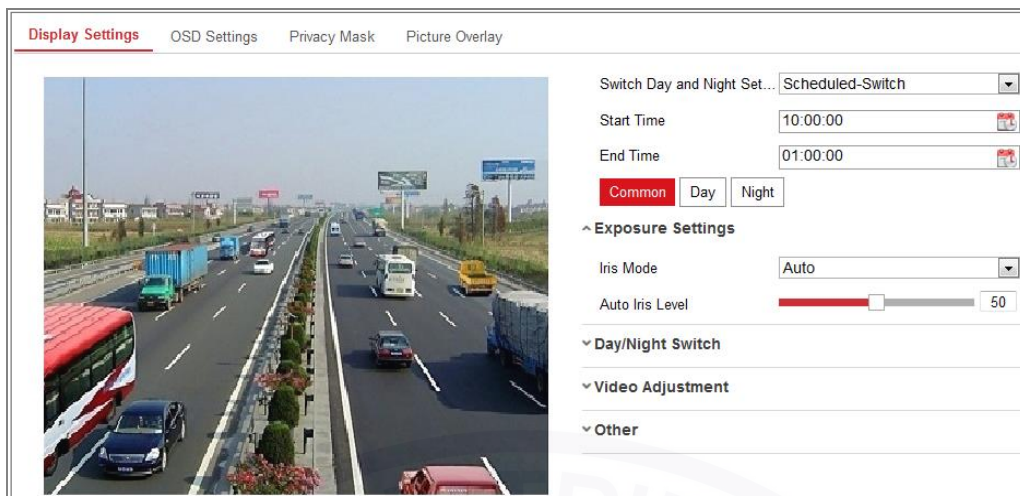 Display Settings OSD Settings Privacy Mask Picture Overlay
Switch Day and Night Set... Scheduled-Switch
Start Time 10:00:00
End Time 01:00:00
Common Day Night
Exposure Settings
Iris Mode Auto
Auto Iris Level 50
Day/Night Switch
Video Adjustment
Other